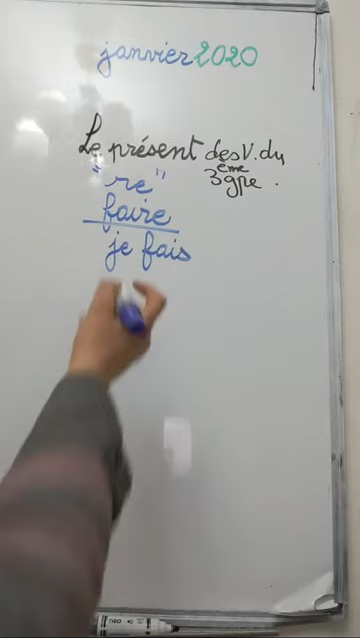 janvier 2020
Le présent des V. du
3ème gpe.
"re"
faire
je fais